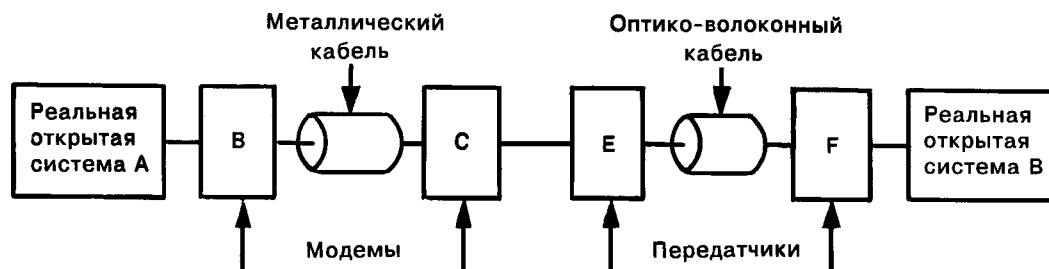 Металлический
кабель
Оптико-волоконный
кабель
Реальная
открытая
система А
В
С
Е
F
Реальная
открытая
система В
Модемы
Передатчики